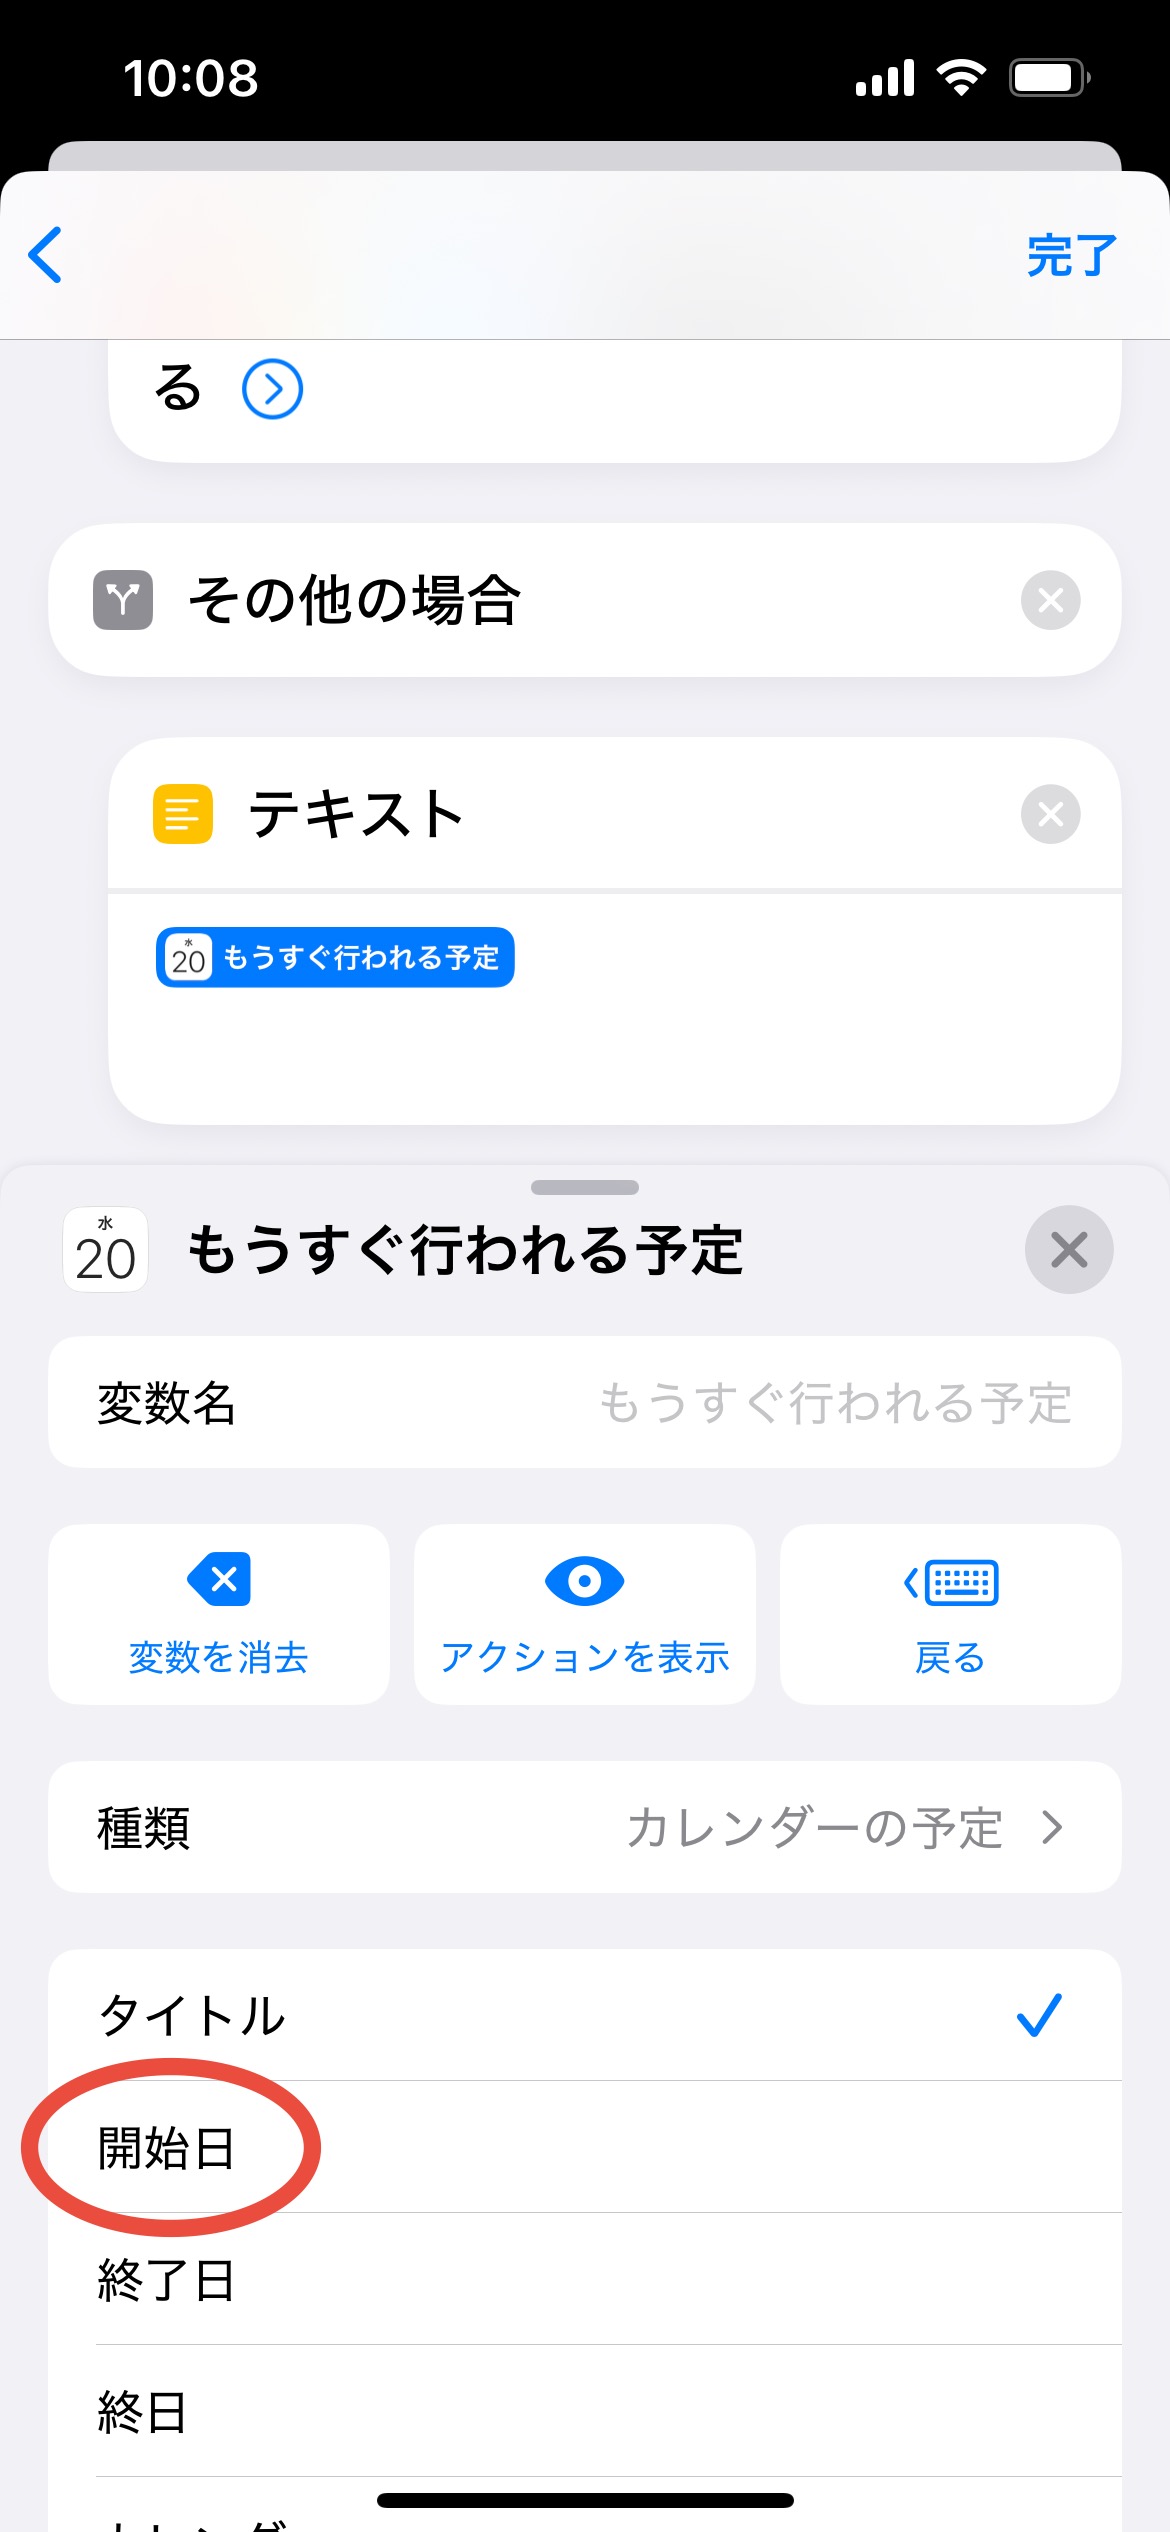 10:08
完了
る
その他の場合
テキスト
水
20
もうすぐ行われる予定
水
20
もうすぐ行われる予定
変数名
もうすぐ行われる予定
変数を消去
アクションを表示
戻る
種類
カレンダーの予定
タイトル
開始日
終了日
終日